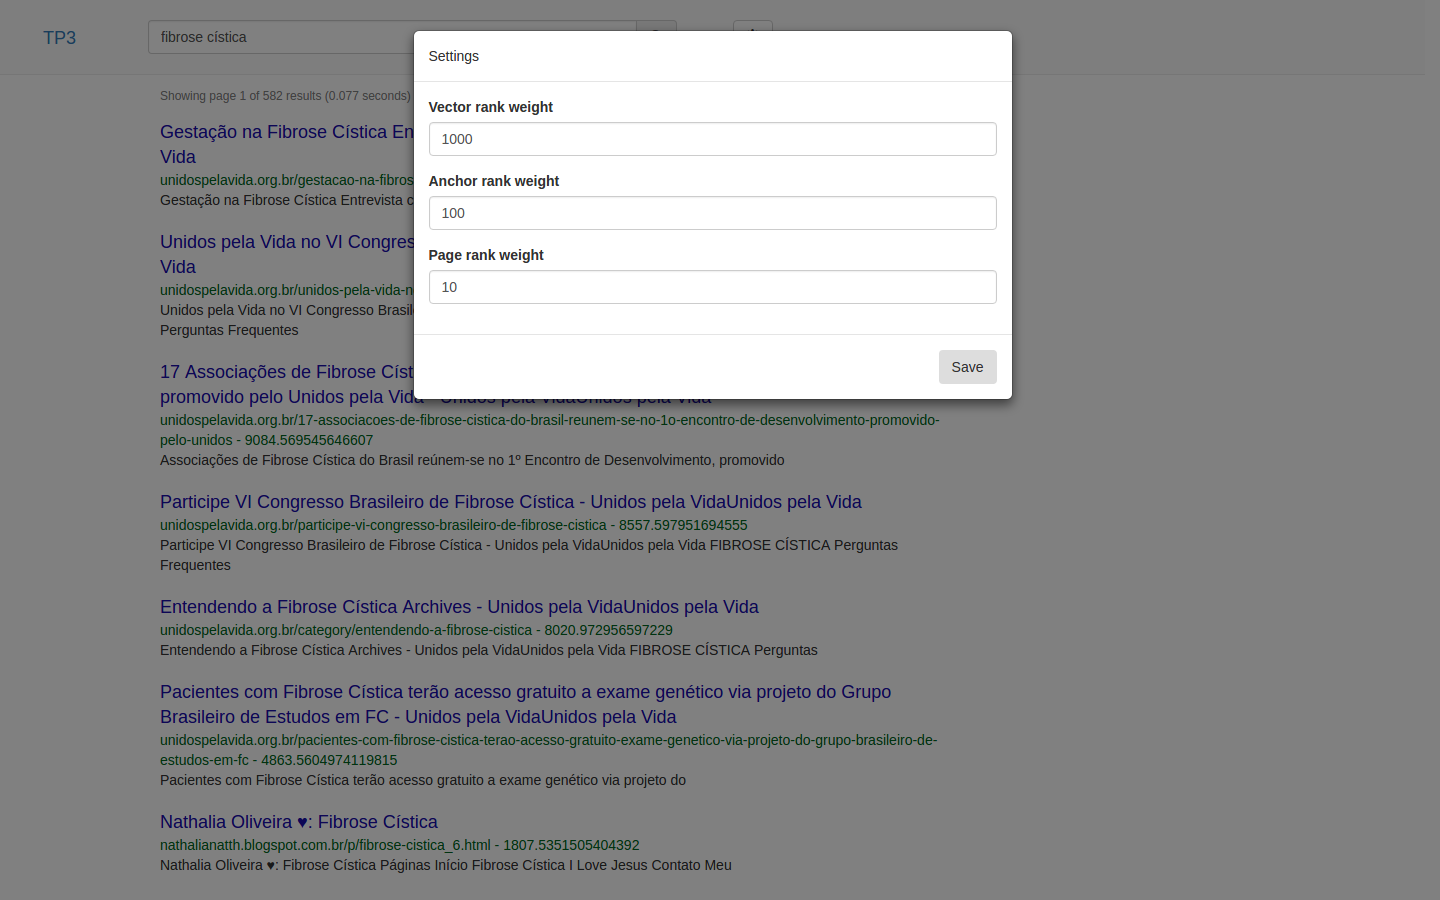 TP3
fibrose cística
Settings
Vector rank weight
1000
Anchor rank weight
100
Page rank weight
10
Save
Showing page 1 of 582 results (0.077 seconds)
Gestação na Fibrose Cística En
Vida
unidospelavida.org.br/gestacao-na-fibros
Gestação na Fibrose Cística Entrevista c
Unidos pela Vida no VI Congres
Vida
unidospelavida.org.br/unidos-pela-vida-n
Unidos pela Vida no VI Congresso Brasil
Perguntas Frequentes
17 Associações de Fibrose Císt
promovido pelo Unidos pela Vida - Unidos pela VidaUnidos pela Vida
unidospelavida.org.br/17-associacoes-de-fibrose-cistica-do-brasil-reunem-se-no-1o-encontro-de-desenvolvimento-promovido-
pelo-unidos - 9084.569545646607
Associações de Fibrose Cística do Brasil reúnem-se no 1º Encontro de Desenvolvimento, promovido
Participe VI Congresso Brasileiro de Fibrose Cística - Unidos pela VidaUnidos pela Vida
unidospelavida.org.br/participe-vi-congresso-brasileiro-de-fibrose-cistica - 8557.597951694555
Participe VI Congresso Brasileiro de Fibrose Cística - Unidos pela VidaUnidos pela Vida FIBROSE CÍSTICA Perguntas
Frequentes
Entendendo a Fibrose Cística Archives - Unidos pela VidaUnidos pela Vida
unidospelavida.org.br/category/entendendo-a-fibrose-cistica - 8020.972956597229
Entendendo a Fibrose Cística Archives - Unidos pela VidaUnidos pela Vida FIBROSE CÍSTICA Perguntas
Pacientes com Fibrose Cística terão acesso gratuito a exame genético via projeto do Grupo
Brasileiro de Estudos em FC - Unidos pela VidaUnidos pela Vida
unidospelavida.org.br/pacientes-com-fibrose-cistica-terao-acesso-gratuito-exame-genetico-via-projeto-do-grupo-brasileiro-de-
estudos-em-fc - 4863.5604974119815
Pacientes com Fibrose Cística terão acesso gratuito a exame genético via projeto do
Nathalia Oliveira ♥: Fibrose Cística
nathalianatth.blogspot.com.br/p/fibrose-cistica_6.html - 1807.5351505404392
Nathalia Oliveira ♥: Fibrose Cística Páginas Início Fibrose Cística I Love Jesus Contato Meu